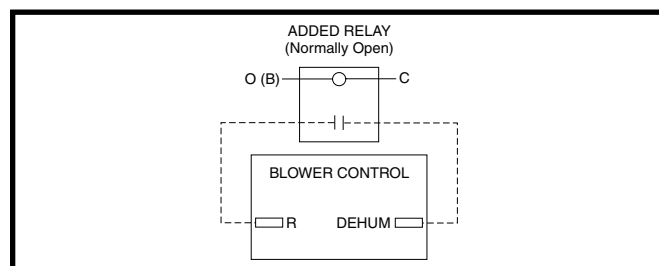 ADDED RELAY
(Normally Open)
O (B) C
BLOWER CONTROL
R DEHUM